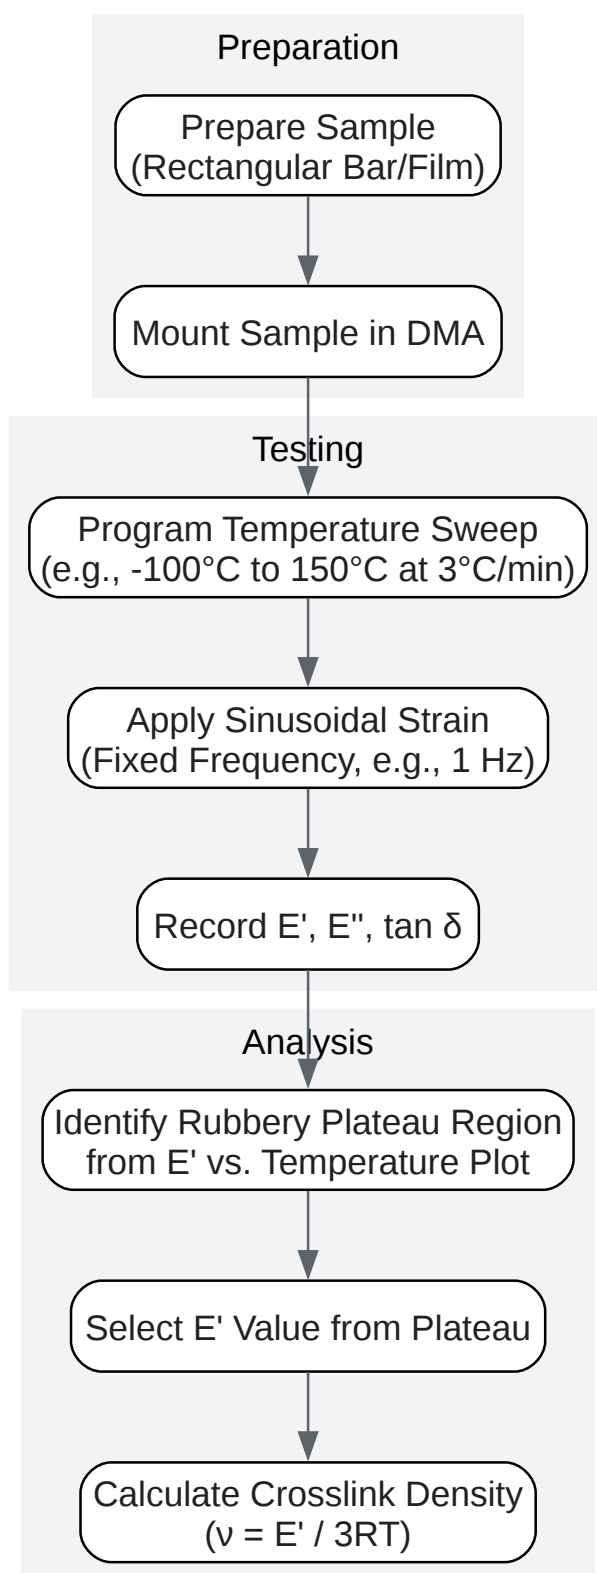 Preparation
Prepare Sample
(Rectangular Bar/Film)
Mount Sample in DMA
Testing
Program Temperature Sweep
(e.g., -100°C to 150°C at 3°C/min)
Apply Sinusoidal Strain
(Fixed Frequency, e.g., 1 Hz)
Record E', E'', tan δ
Analysis
Identify Rubbery Plateau Region
from E' vs. Temperature Plot
Select E' Value from Plateau
Calculate Crosslink Density
(ν = E' / 3RT)